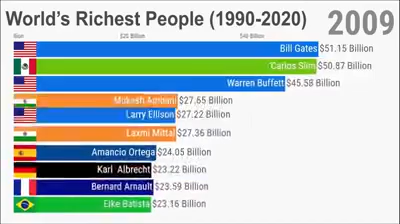 World's Richest People (1990-2020) 2009
$20 Billion $40 Billion
Bill Gates $51.15 Billion
Carlos Slim $50.87 Billion
Warren Buffett $45.58 Billion
Mukesh Ambani $27.65 Billion
Larry Ellison $27.22 Billion
Laxmi Mittal $27.36 Billion
Amancio Ortega $24.05 Billion
Karl Albrecht $23.22 Billion
Bernard Arnault $23.59 Billion
Eike Batista $23.16 Billion